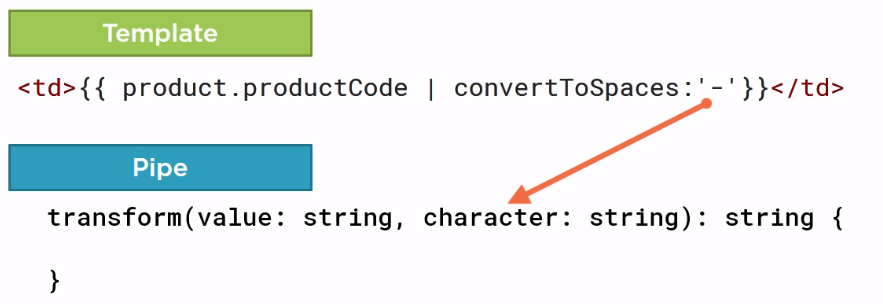 Template
<td>{{ product.productCode | convertToSpaces:'-'}}</td>
Pipe
transform(value: string, character: string): string {
}